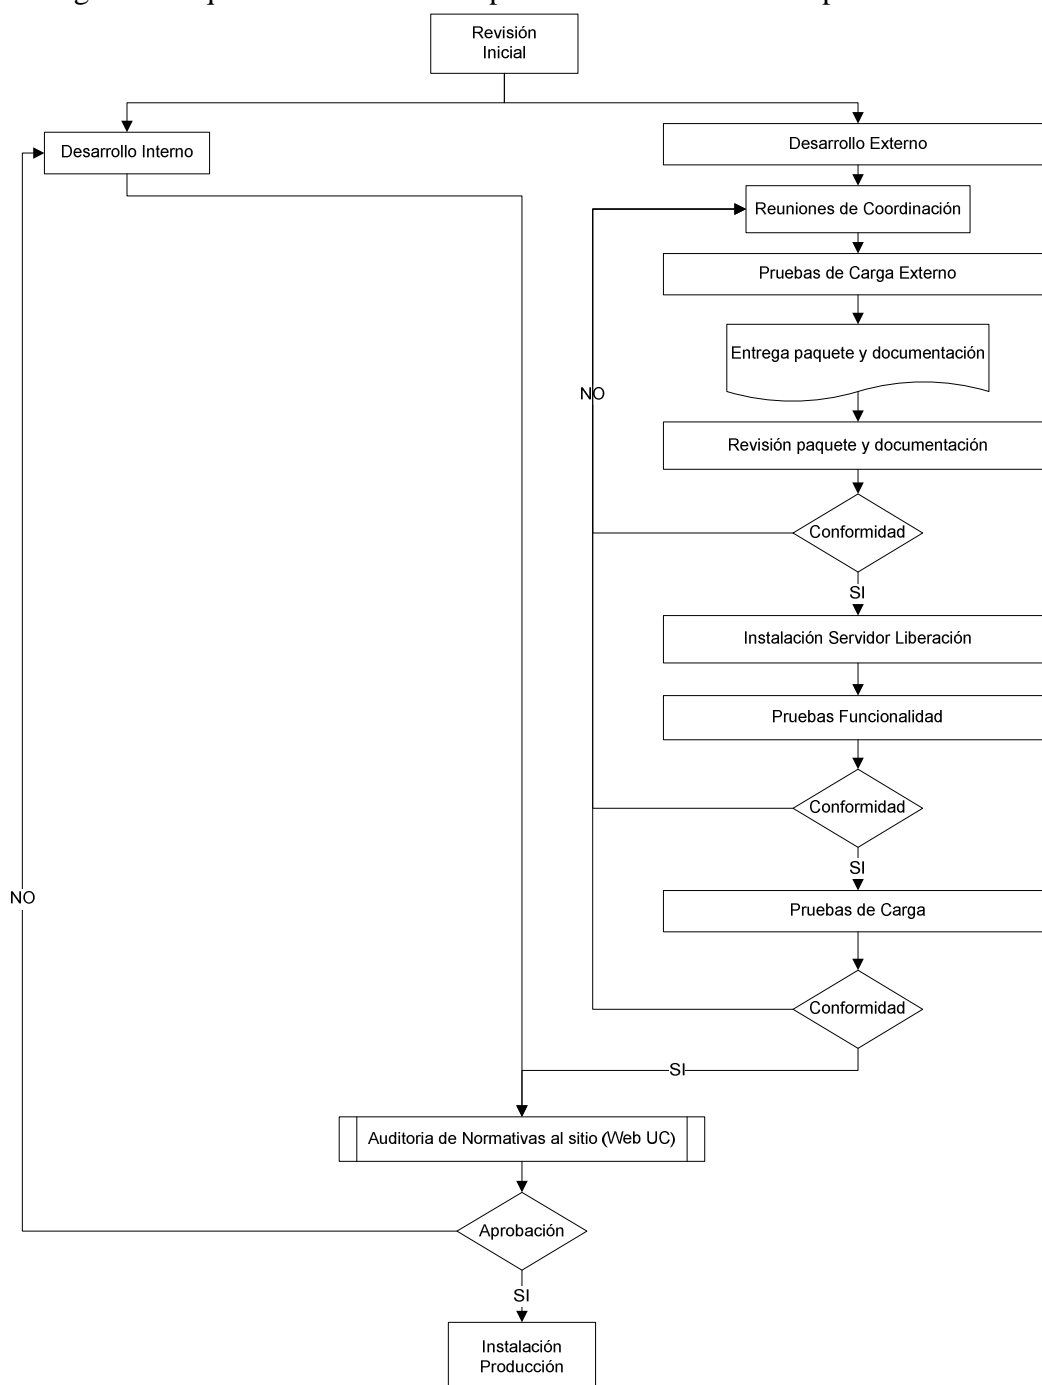 Revisión
Inicial
Desarrollo Interno
Desarrollo Externo
Reuniones de Coordinación
Pruebas de Carga Externo
Entrega paquete y documentación
NO
Revisión paquete y documentación
Conformidad
SI
Instalación Servidor Liberación
Pruebas Funcionalidad
Conformidad
SI
NO
Pruebas de Carga
Conformidad
SI
Auditoria de Normativas al sitio (Web UC)
Aprobación
SI
Instalación
Producción